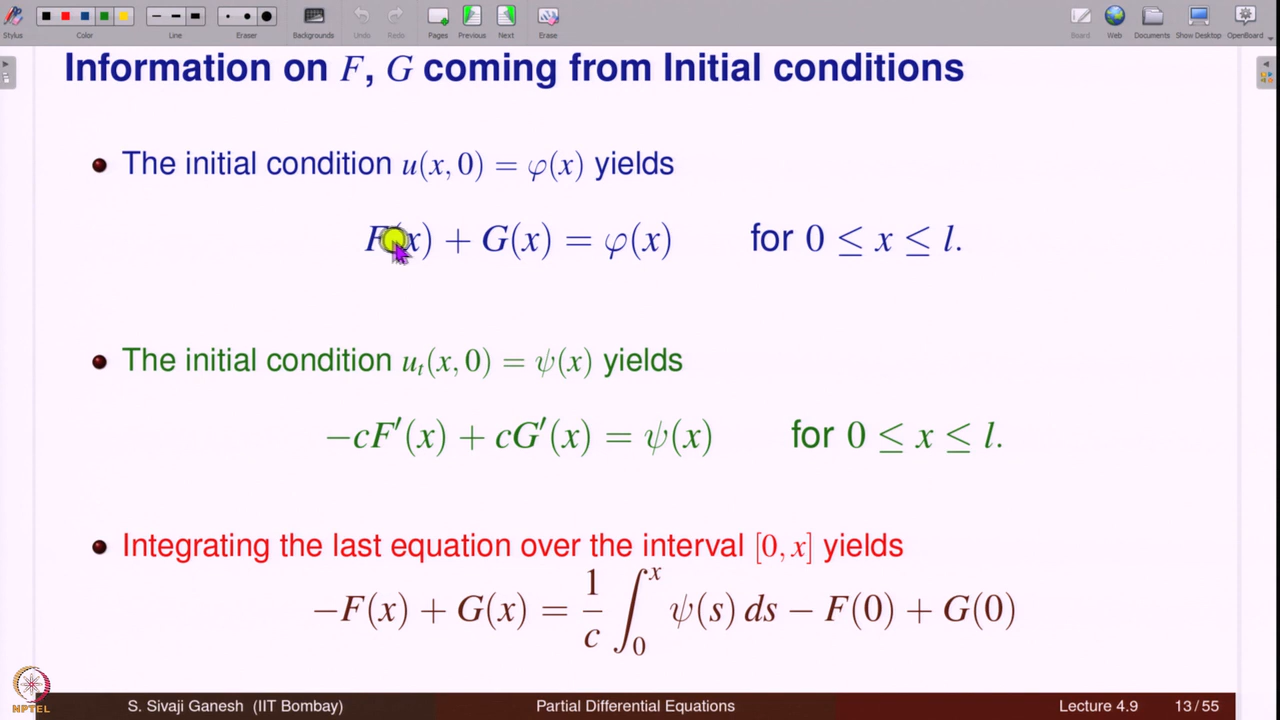 Stylus Color Line Eraser Backgrounds Undo Redo Pages Previous Next Erase Board Web Documents Show Desktop OpenBoard
Information on F, G coming from Initial conditions
The initial condition u(x, 0) = φ(x) yields
F(x) + G(x) = φ(x) for 0 ≤ x ≤ l.
The initial condition uₜ(x, 0) = ψ(x) yields
−cF′(x) + cG′(x) = ψ(x) for 0 ≤ x ≤ l.
Integrating the last equation over the interval [0, x] yields
−F(x) + G(x) = 1/c ∫₀ˣ ψ(s) ds − F(0) + G(0)
NPTEL
S. Sivaji Ganesh (IIT Bombay) Partial Differential Equations Lecture 4.9 13 / 55